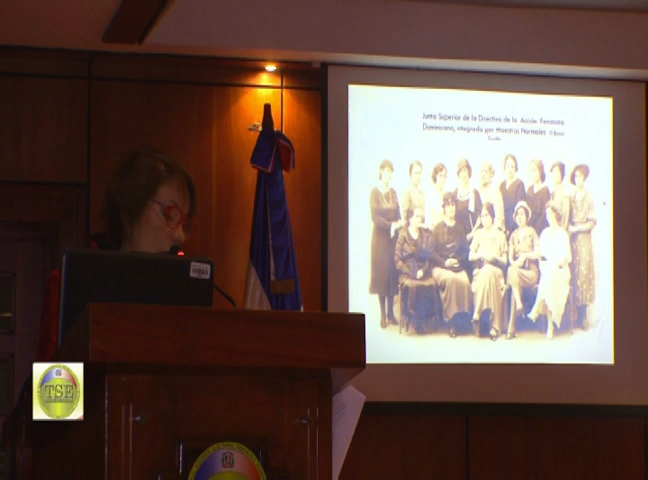 Junta Superior de la Directiva de la Acción Feminista
Dominicana, integrada por Maestras Normales
TSE